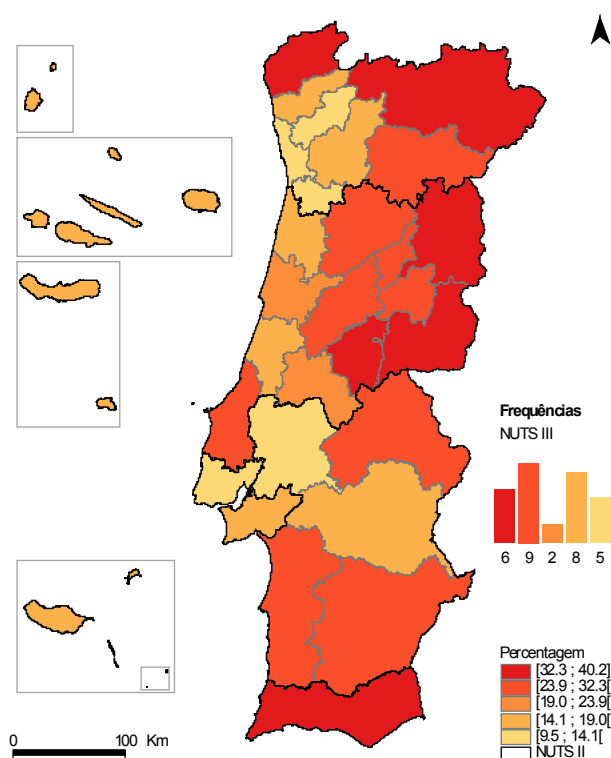 Frequências
NUTS III
6 9 2 8 5
Percentagem
[32.3 ; 40.2]
[23.9 ; 32.3[
[19.0 ; 23.9[
[14.1 ; 19.0[
[9.5 ; 14.1[
NUTS II
0 100 Km